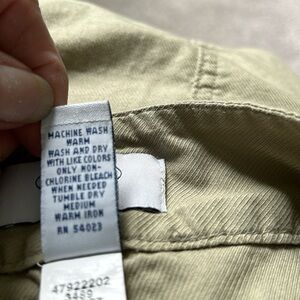 MACHINE WASH
WARM
WASH AND DRY
WITH LIKE COLORS
ONLY NON-
CHLORINE BLEACH
WHEN NEEDED
TUMBLE DRY
MEDIUM
WARM IRON
RN 54023
47922202
3489